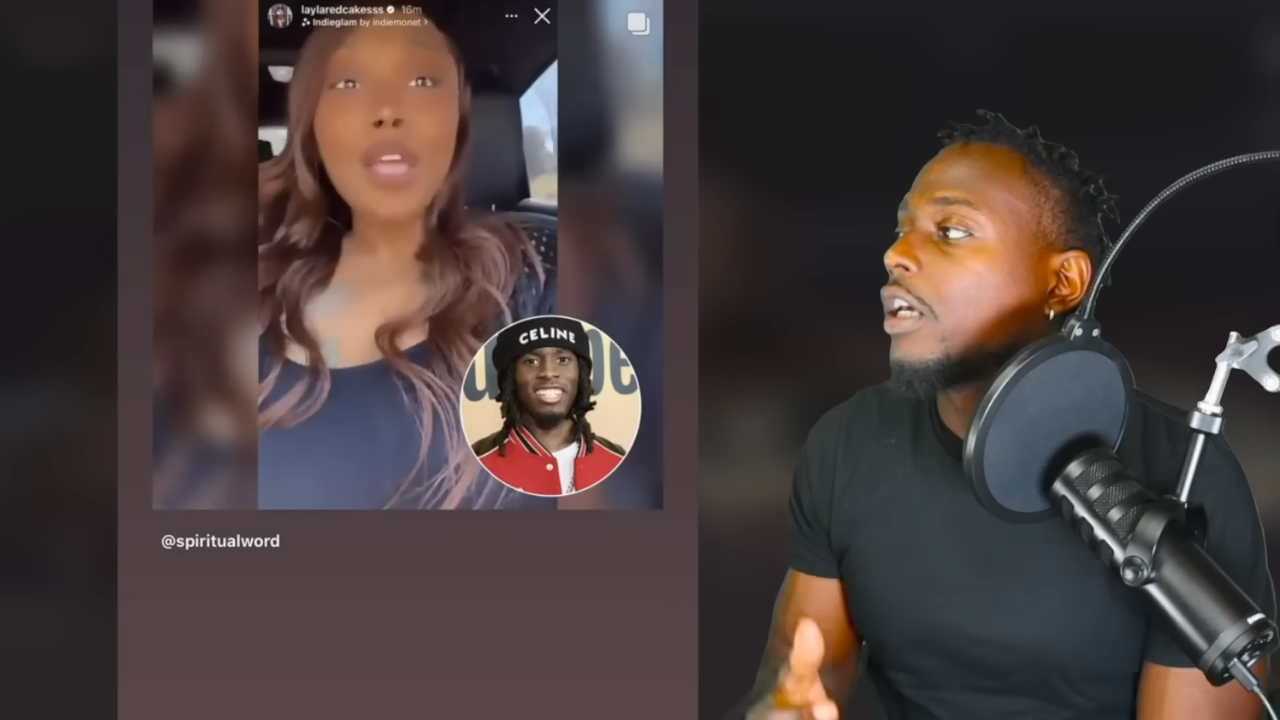 laylaredcakesss 16m
Indieglam by indiemonet >
CELINE
@spiritualword